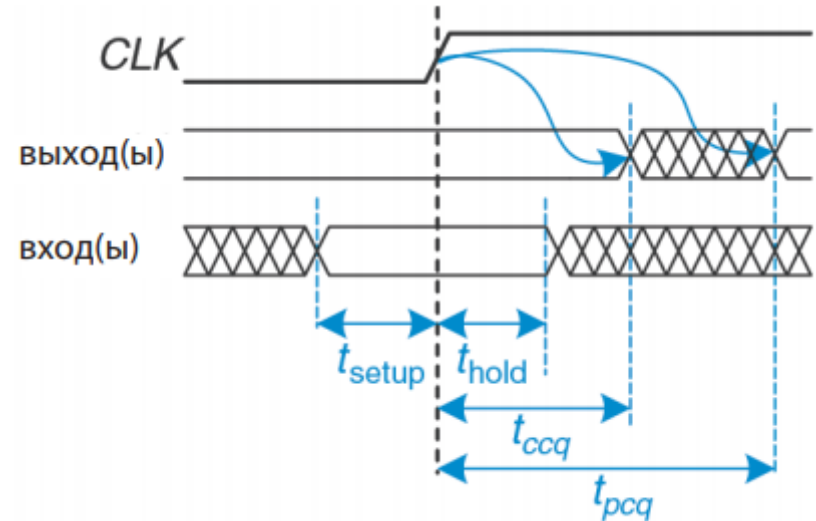 CLK
выход(ы)
вход(ы)
tsetup thold
tccq
tpcq